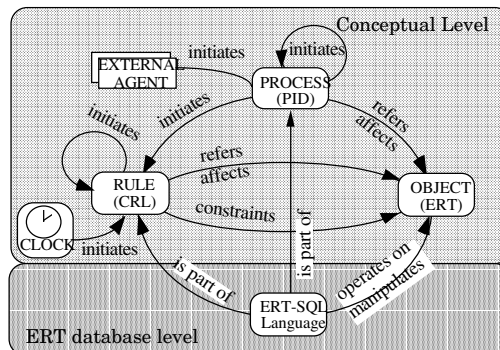 Conceptual Level
initiates
initiates
EXTERNAL
AGENT
PROCESS
(PID)
initiates
initiates
refers
affects
refers
affects
RULE
(CRL)
OBJECT
(ERT)
constraints
CLOCK
initiates
is part of
is part of
operates on
manipulates
ERT-SQL
Language
ERT database level